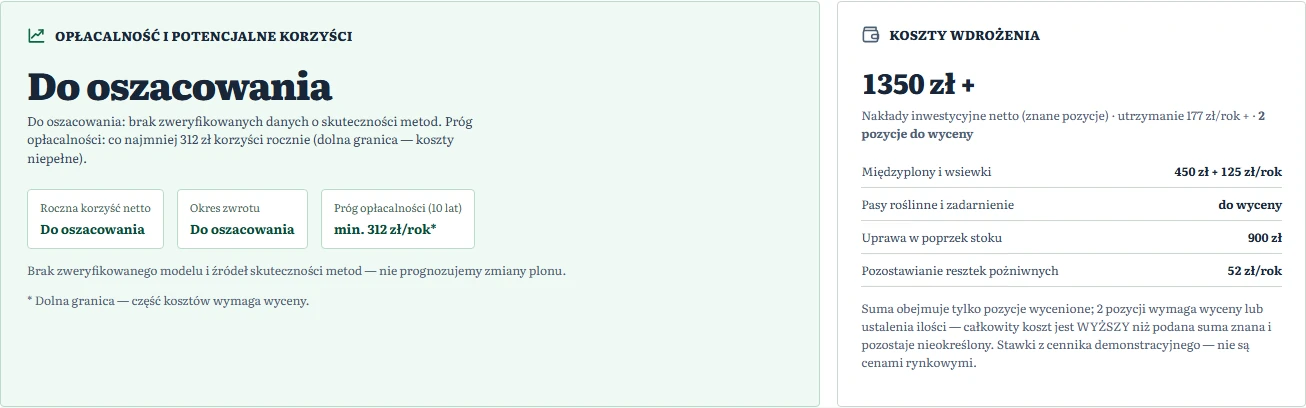 OPŁACALNOŚĆ I POTENCJALNE KORZYŚCI
Do oszacowania
Do oszacowania: brak zweryfikowanych danych o skuteczności metod. Próg
opłacalności: co najmniej 312 zł korzyści rocznie (dolna granica — koszty
niepełne).
Roczna korzyść netto
Do oszacowania
Okres zwrotu
Do oszacowania
Próg opłacalności (10 lat)
min. 312 zł/rok*
Brak zweryfikowanego modelu i źródeł skuteczności metod — nie prognozujemy zmiany plonu.
* Dolna granica — część kosztów wymaga wyceny.
KOSZTY WDROŻENIA
1350 zł +
Nakłady inwestycyjne netto (znane pozycje) · utrzymanie 177 zł/rok + · 2
pozycje do wyceny
Międzyplony i wsiewki 450 zł + 125 zł/rok
Pasy roślinne i zadarnienie do wyceny
Uprawa w poprzek stoku 900 zł
Pozostawianie resztek pożniwnych 52 zł/rok
Suma obejmuje tylko pozycje wycenione; 2 pozycji wymaga wyceny lub
ustalenia ilości — całkowity koszt jest WYŻSZY niż podana suma znana i
pozostaje nieokreślony. Stawki z cennika demonstracyjnego — nie są
cenami rynkowymi.